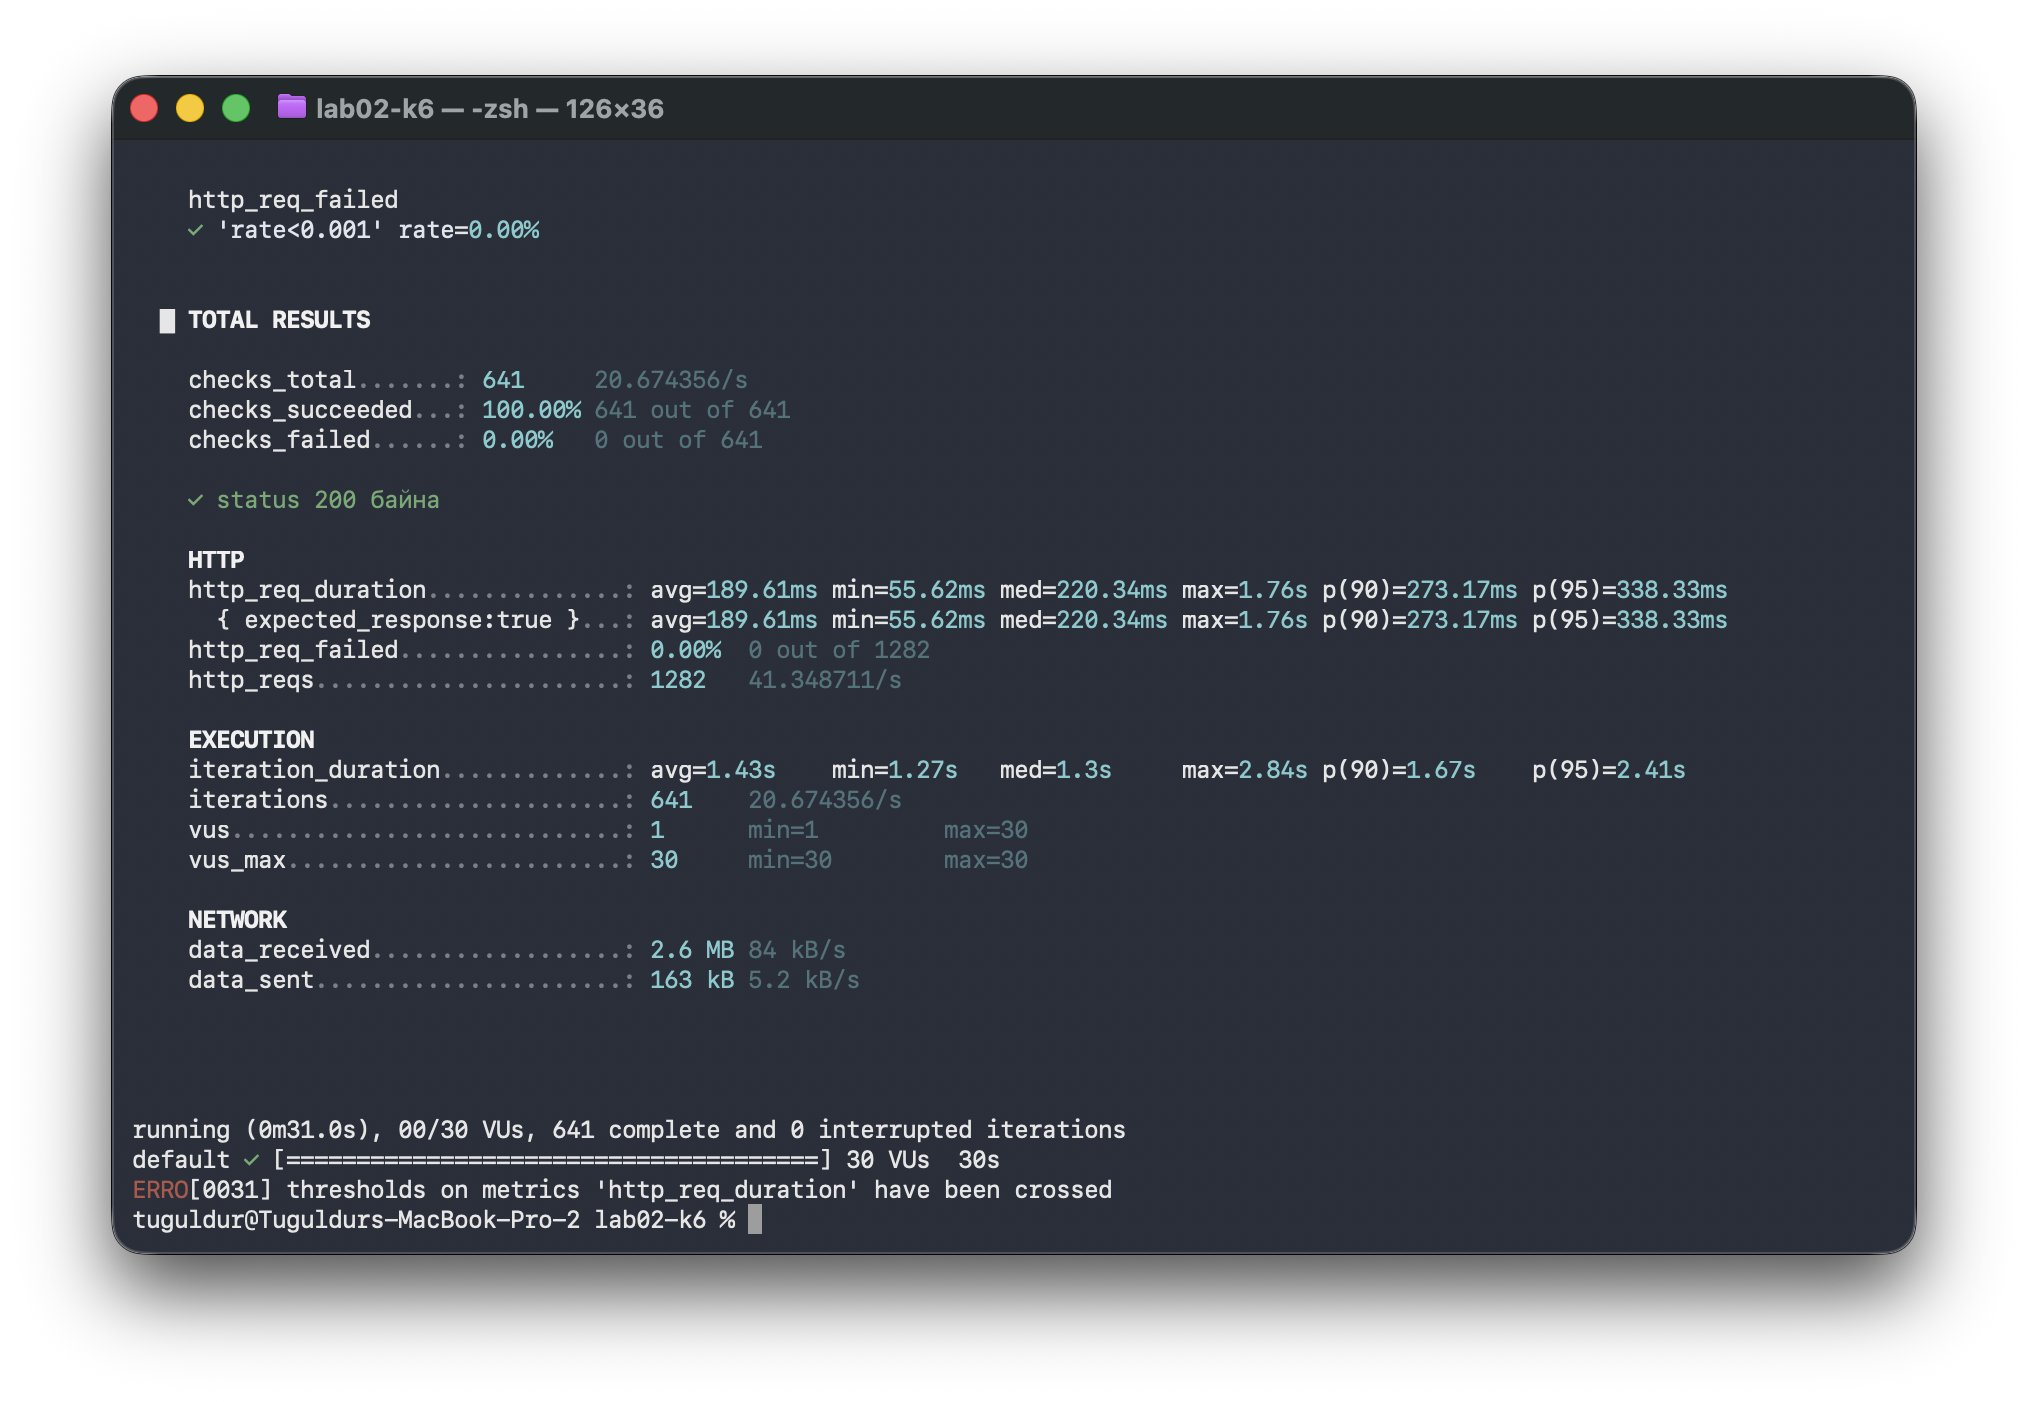 lab02-k6 — -zsh — 126×36
http_req_failed
✓ 'rate<0.001' rate=0.00%
TOTAL RESULTS
checks_total.......: 641     20.674356/s
checks_succeeded...: 100.00% 641 out of 641
checks_failed......: 0.00%   0 out of 641
✓ status 200 байна
HTTP
http_req_duration..............: avg=189.61ms min=55.62ms med=220.34ms max=1.76s p(90)=273.17ms p(95)=338.33ms
{ expected_response:true }...: avg=189.61ms min=55.62ms med=220.34ms max=1.76s p(90)=273.17ms p(95)=338.33ms
http_req_failed................: 0.00%  0 out of 1282
http_reqs......................: 1282   41.348711/s
EXECUTION
iteration_duration.............: avg=1.43s    min=1.27s   med=1.3s     max=2.84s p(90)=1.67s    p(95)=2.41s
iterations.....................: 641    20.674356/s
vus............................: 1      min=1         max=30
vus_max........................: 30     min=30        max=30
NETWORK
data_received..................: 2.6 MB 84 kB/s
data_sent......................: 163 kB 5.2 kB/s
running (0m31.0s), 00/30 VUs, 641 complete and 0 interrupted iterations
default ✓ [======================================] 30 VUs  30s
ERRO[0031] thresholds on metrics 'http_req_duration' have been crossed
tuguldur@Tuguldurs-MacBook-Pro-2 lab02-k6 %